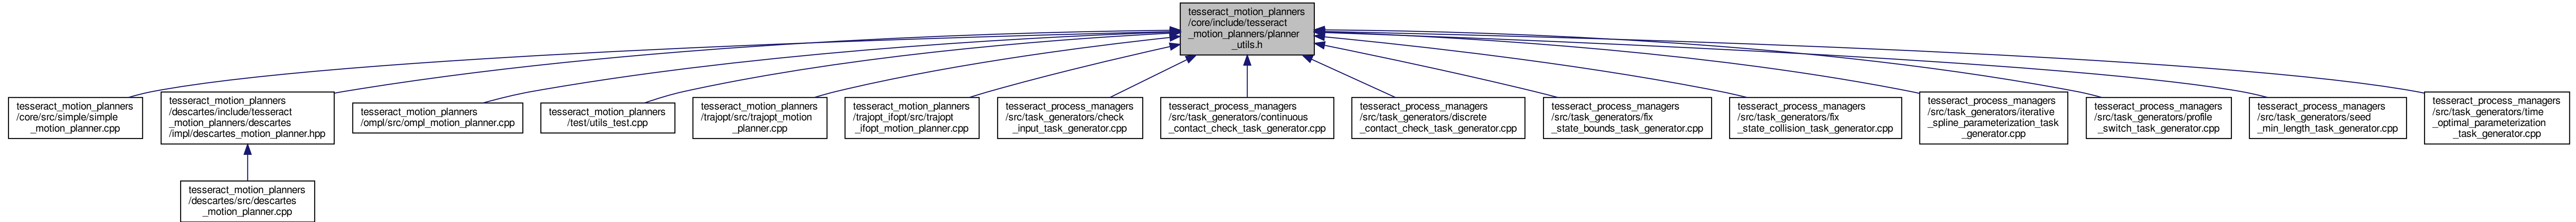 tesseract_motion_planners
/core/include/tesseract
_motion_planners/planner
_utils.h
tesseract_motion_planners
/core/src/simple/simple
_motion_planner.cpp
tesseract_motion_planners
/descartes/include/tesseract
_motion_planners/descartes
/impl/descartes_motion_planner.hpp
tesseract_motion_planners
/ompl/src/ompl_motion_planner.cpp
tesseract_motion_planners
/test/utils_test.cpp
tesseract_motion_planners
/trajopt/src/trajopt_motion
_planner.cpp
tesseract_motion_planners
/trajopt_ifopt/src/trajopt
_ifopt_motion_planner.cpp
tesseract_process_managers
/src/task_generators/check
_input_task_generator.cpp
tesseract_process_managers
/src/task_generators/continuous
_contact_check_task_generator.cpp
tesseract_process_managers
/src/task_generators/discrete
_contact_check_task_generator.cpp
tesseract_process_managers
/src/task_generators/fix
_state_bounds_task_generator.cpp
tesseract_process_managers
/src/task_generators/fix
_state_collision_task_generator.cpp
tesseract_process_managers
/src/task_generators/iterative
_spline_parameterization_task
_generator.cpp
tesseract_process_managers
/src/task_generators/profile
_switch_task_generator.cpp
tesseract_process_managers
/src/task_generators/seed
_min_length_task_generator.cpp
tesseract_process_managers
/src/task_generators/time
_optimal_parameterization
_task_generator.cpp
tesseract_motion_planners
/descartes/src/descartes
_motion_planner.cpp